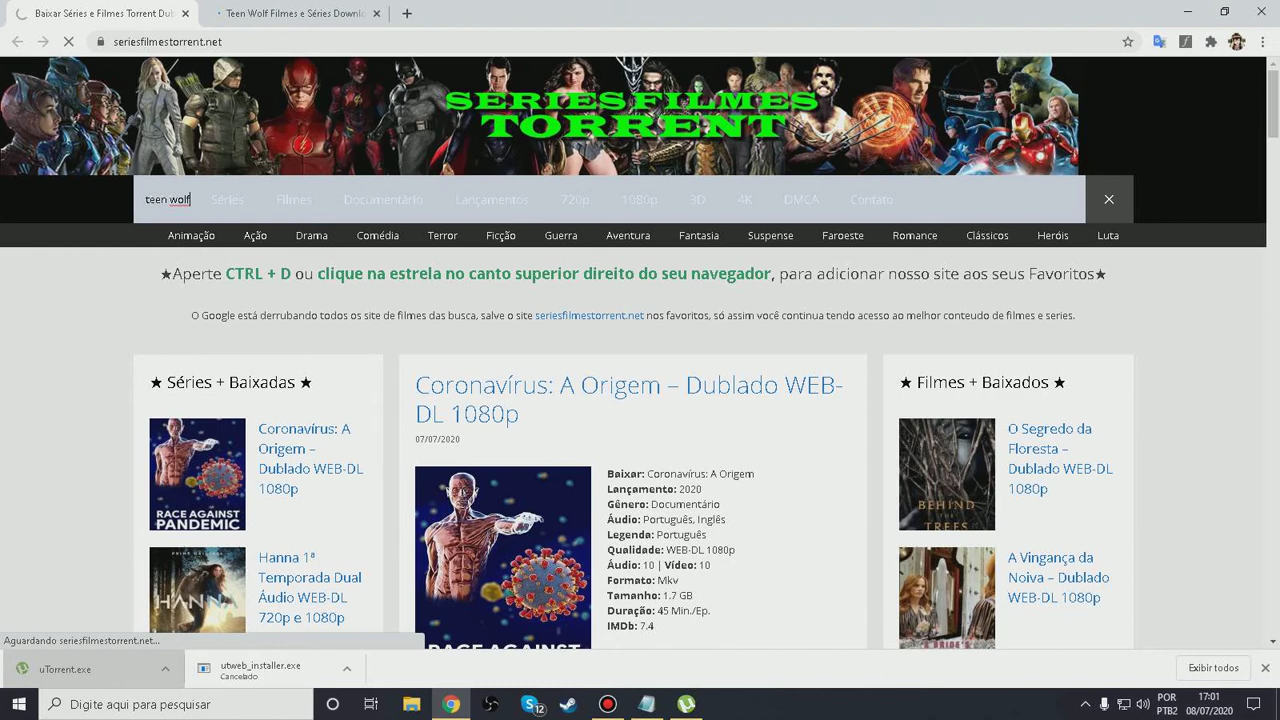 Baixar Séries e Filmes Torrent Dub
Teen Wolf Filmes e Séries Downl
seriesfilmestorrent.net
SERIESFILMES
TORRENT
teen wolf Séries Filmes Documentário Lançamentos 720p 1080p 3D 4K DMCA Contato
Animação Ação Drama Comédia Terror Ficção Guerra Aventura Fantasia Suspense Faroeste Romance Clássicos Heróis Luta
★Aperte CTRL + D ou clique na estrela no canto superior direito do seu navegador, para adicionar nosso site aos seus Favoritos★
O Google está derrubando todos os site de filmes das busca, salve o site seriesfilmestorrent.net nos favoritos, só assim você continua tendo acesso ao melhor conteudo de filmes e series.
★ Séries + Baixadas ★
Coronavírus: A
Origem –
Dublado WEB-DL
1080p
RACE AGAINST
PANDEMIC
Hanna 1ª
Temporada Dual
Áudio WEB-DL
720p e 1080p
HANNA
Coronavírus: A Origem – Dublado WEB-
DL 1080p
07/07/2020
Baixar: Coronavírus: A Origem
Lançamento: 2020
Gênero: Documentário
Áudio: Português, Inglês
Legenda: Português
Qualidade: WEB-DL 1080p
Áudio: 10 | Vídeo: 10
Formato: Mkv
Tamanho: 1.7 GB
Duração: 45 Min./Ep.
IMDb: 7.4
RACE AGAINST
★ Filmes + Baixados ★
O Segredo da
Floresta –
Dublado WEB-DL
1080p
BEHIND
THE
TREES
A Vingança da
Noiva – Dublado
WEB-DL 1080p
Aguardando seriesfilmestorrent.net...
uTorrent.exe
utweb_installer.exe
Cancelado
Exibir todos
Digite aqui para pesquisar
12
POR
PTB2
17:01
08/07/2020